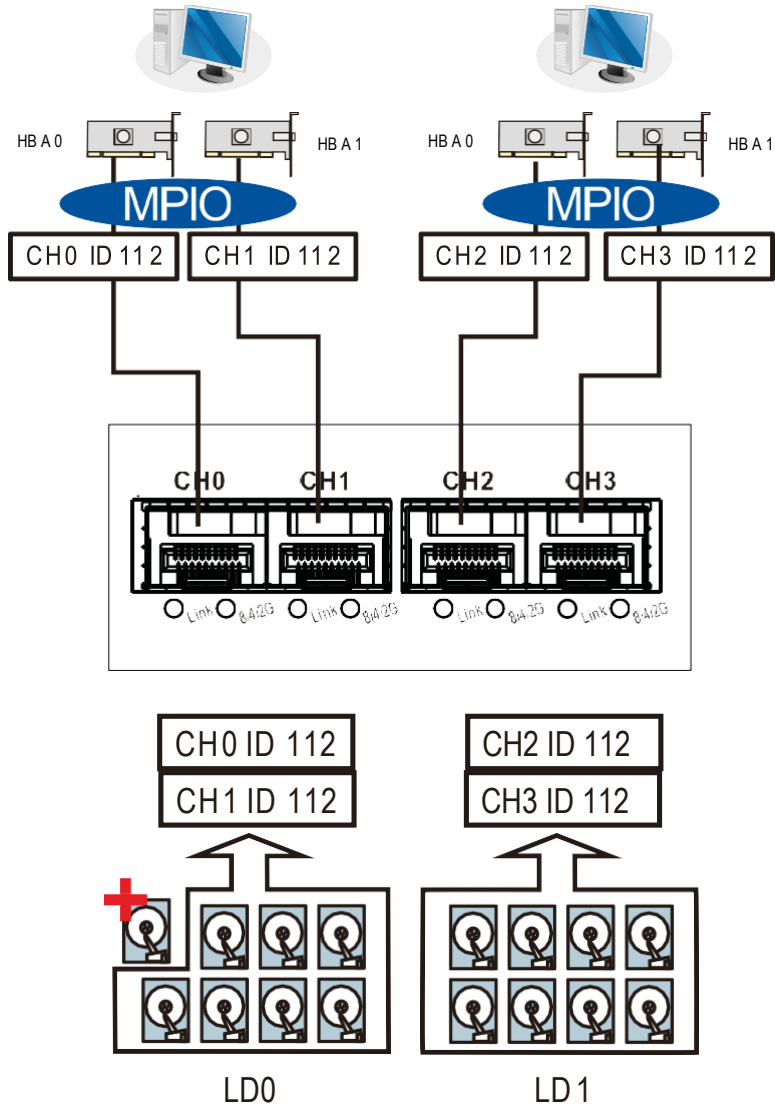 HBA0 HBA1 HBA0 HBA1
MPIO MPIO
CH0 ID 112 CH1 ID 112 CH2 ID 112 CH3 ID 112
CH0 CH1 CH2 CH3
Link 8/4/2G Link 8/4/2G Link 8/4/2G Link 8/4/2G
CH0 ID 112 CH2 ID 112
CH1 ID 112 CH3 ID 112
LD0 LD1